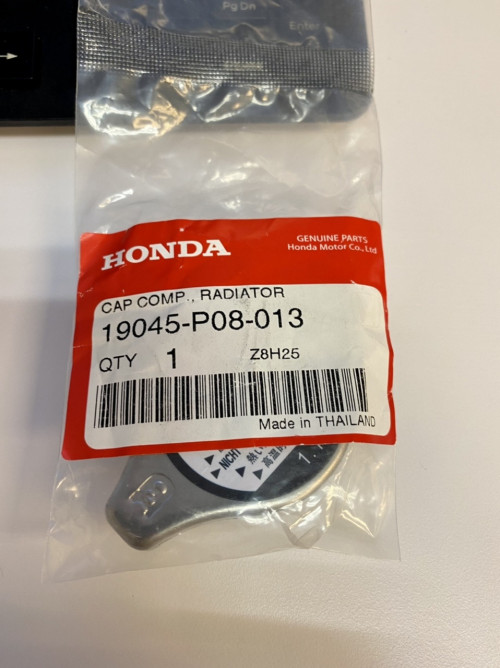 Pg Dn
Enter
HONDA
GENUINE PARTS
Honda Motor Co., Ltd
CAP COMP., RADIATOR
19045-P08-013
QTY 1 Z8H25
Made in THAILAND
NICHT